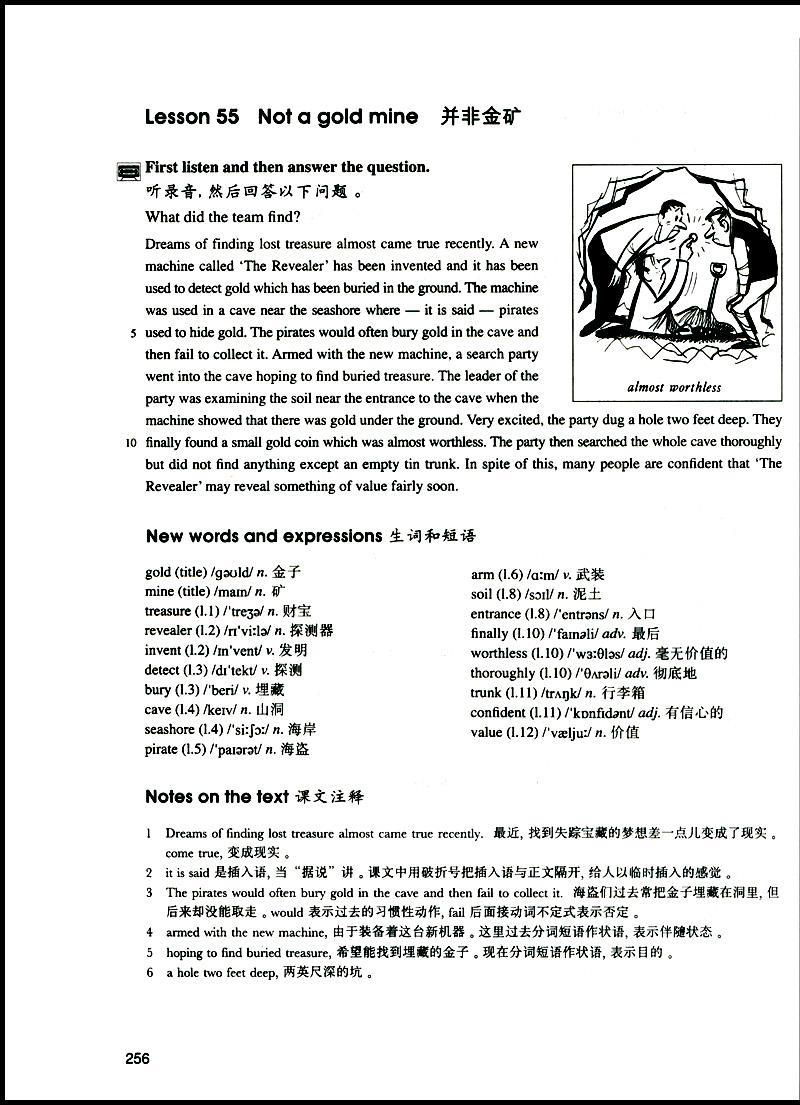 Lesson 55 Not a gold mine 并非金矿
First listen and then answer the question.
听录音,然后回答以下问题。
What did the team find?
Dreams of finding lost treasure almost came true recently. A new
machine called ‘The Revealer’ has been invented and it has been
used to detect gold which has been buried in the ground. The machine
was used in a cave near the seashore where — it is said — pirates
5 used to hide gold. The pirates would often bury gold in the cave and
then fail to collect it. Armed with the new machine, a search party
went into the cave hoping to find buried treasure. The leader of the
party was examining the soil near the entrance to the cave when the
machine showed that there was gold under the ground. Very excited, the party dug a hole two feet deep. They
10 finally found a small gold coin which was almost worthless. The party then searched the whole cave thoroughly
but did not find anything except an empty tin trunk. In spite of this, many people are confident that ‘The
Revealer’ may reveal something of value fairly soon.
almost worthless
New words and expressions 生词和短语
gold (title) /gəuld/ n. 金子
mine (title) /maɪn/ n. 矿
treasure (l.1) /'treʒə/ n. 财宝
revealer (l.2) /rɪ'vi:lə/ n. 探测器
invent (l.2) /ɪn'vent/ v. 发明
detect (l.3) /dɪ'tekt/ v. 探测
bury (l.3) /'beri/ v. 埋藏
cave (l.4) /keɪv/ n. 山洞
seashore (l.4) /'si:ʃɔ:/ n. 海岸
pirate (l.5) /'paɪərət/ n. 海盗
arm (l.6) /ɑ:m/ v. 武装
soil (l.8) /sɔɪl/ n. 泥土
entrance (l.8) /'entrəns/ n. 入口
finally (l.10) /'faɪnəli/ adv. 最后
worthless (l.10) /'wɜ:θləs/ adj. 毫无价值的
thoroughly (l.10) /'θʌrəli/ adv. 彻底地
trunk (l.11) /trʌŋk/ n. 行李箱
confident (l.11) /'kɒnfɪdənt/ adj. 有信心的
value (l.12) /'vælju:/ n. 价值
Notes on the text 课文注释
1 Dreams of finding lost treasure almost came true recently. 最近,找到失踪宝藏的梦想差一点儿变成了现实。
come true, 变成现实。
2 it is said 是插入语,当“据说”讲。课文中用破折号把插入语与正文隔开,给人以临时插入的感觉。
3 The pirates would often bury gold in the cave and then fail to collect it. 海盗们过去常把金子埋藏在洞里,但
后来却没能取走。would 表示过去的习惯性动作,fail 后面接动词不定式表示否定。
4 armed with the new machine, 由于装备着这台新机器。这里过去分词短语作状语,表示伴随状态。
5 hoping to find buried treasure, 希望能找到埋藏的金子。现在分词短语作状语,表示目的。
6 a hole two feet deep, 两英尺深的坑。
256